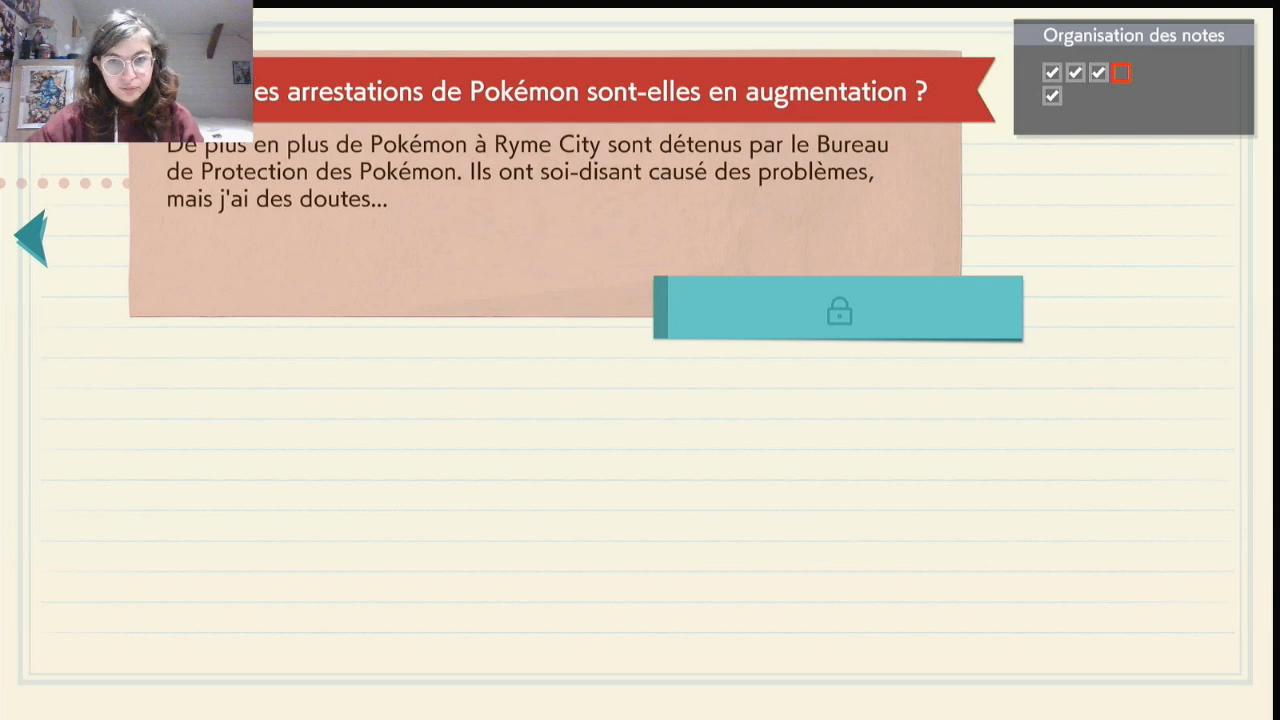 Organisation des notes
es arrestations de Pokémon sont-elles en augmentation ?
De plus en plus de Pokémon à Ryme City sont détenus par le Bureau
de Protection des Pokémon. Ils ont soi-disant causé des problèmes,
mais j'ai des doutes...